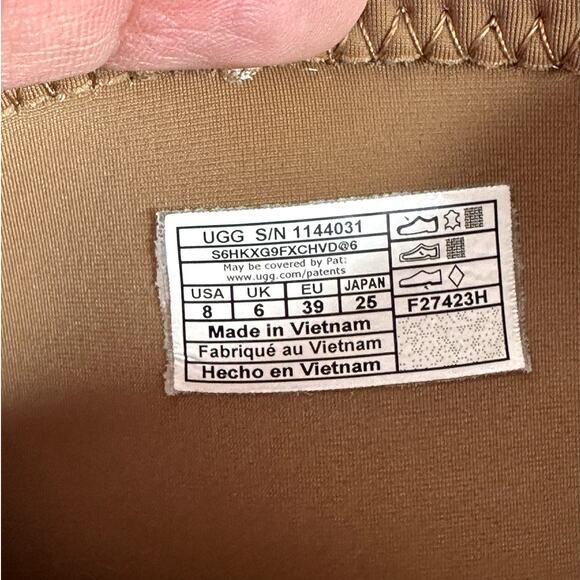 UGG S/N 1144031
S6HKXG9FXCHVD@6
May be covered by Pat:
www.ugg.com/patents
USA UK EU JAPAN
8 6 39 25
F27423H
Made in Vietnam
Fabriqué au Vietnam
Hecho en Vietnam